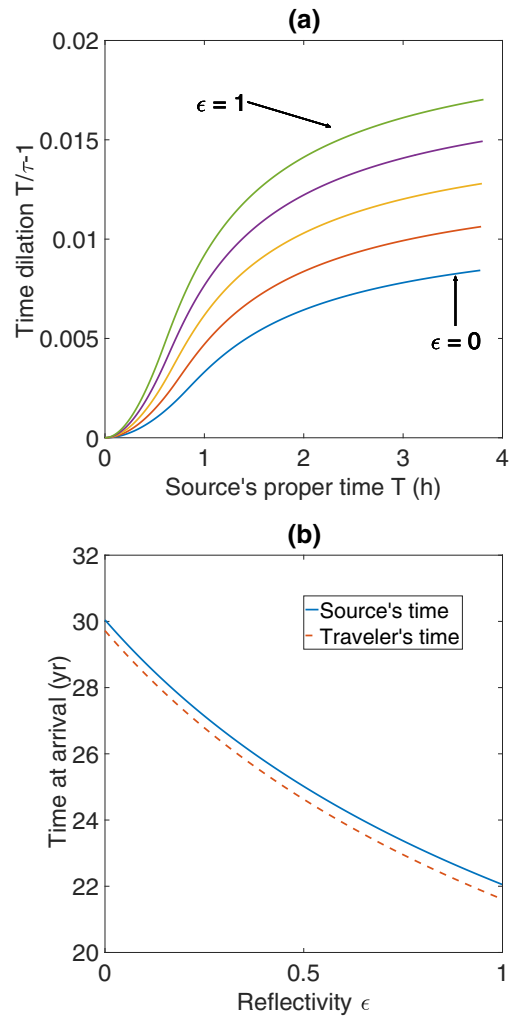 (a)
Time dilation T/τ-1
0.02
0.015
0.01
0.005
0
ϵ = 1
ϵ = 0
0 1 2 3 4
Source's proper time T (h)
(b)
Time at arrival (yr)
32
30
28
26
24
22
20
Source's time
Traveler's time
0 0.5 1
Reflectivity ϵ